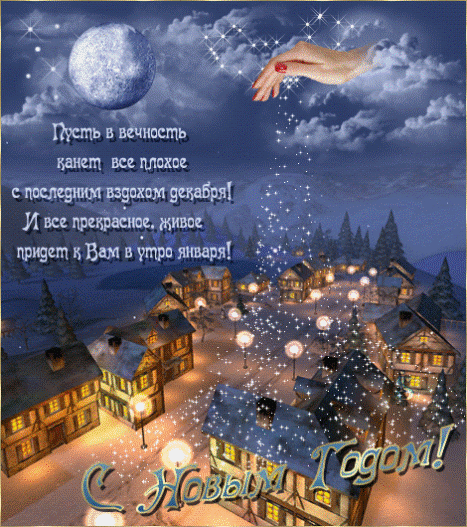 Пусть в вечность
канет все плохое
с последним вздохом декабря!
И все прекрасное, живое
придет к Вам в утро января!
С Новым Годом!